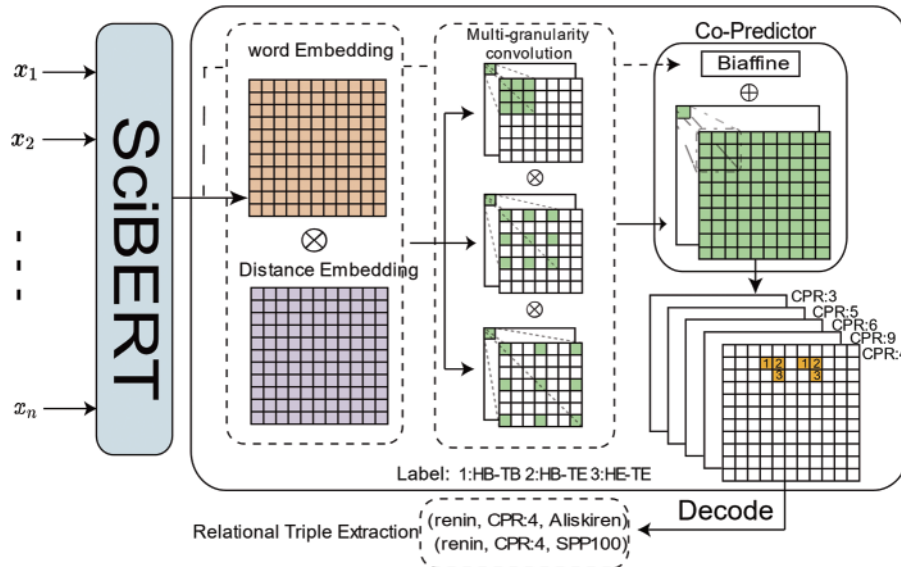 x1
x2
xn
SciBERT
word Embedding
Distance Embedding
Multi-granularity
convolution
Co-Predictor
Biaffine
CPR:3
CPR:5
CPR:6
CPR:9
CPR:4
1 2 1 2
3 3
Label: 1:HB-TB 2:HB-TE 3:HE-TE
Decode
Relational Triple Extraction
(renin, CPR:4, Aliskiren)
(renin, CPR:4, SPP100)